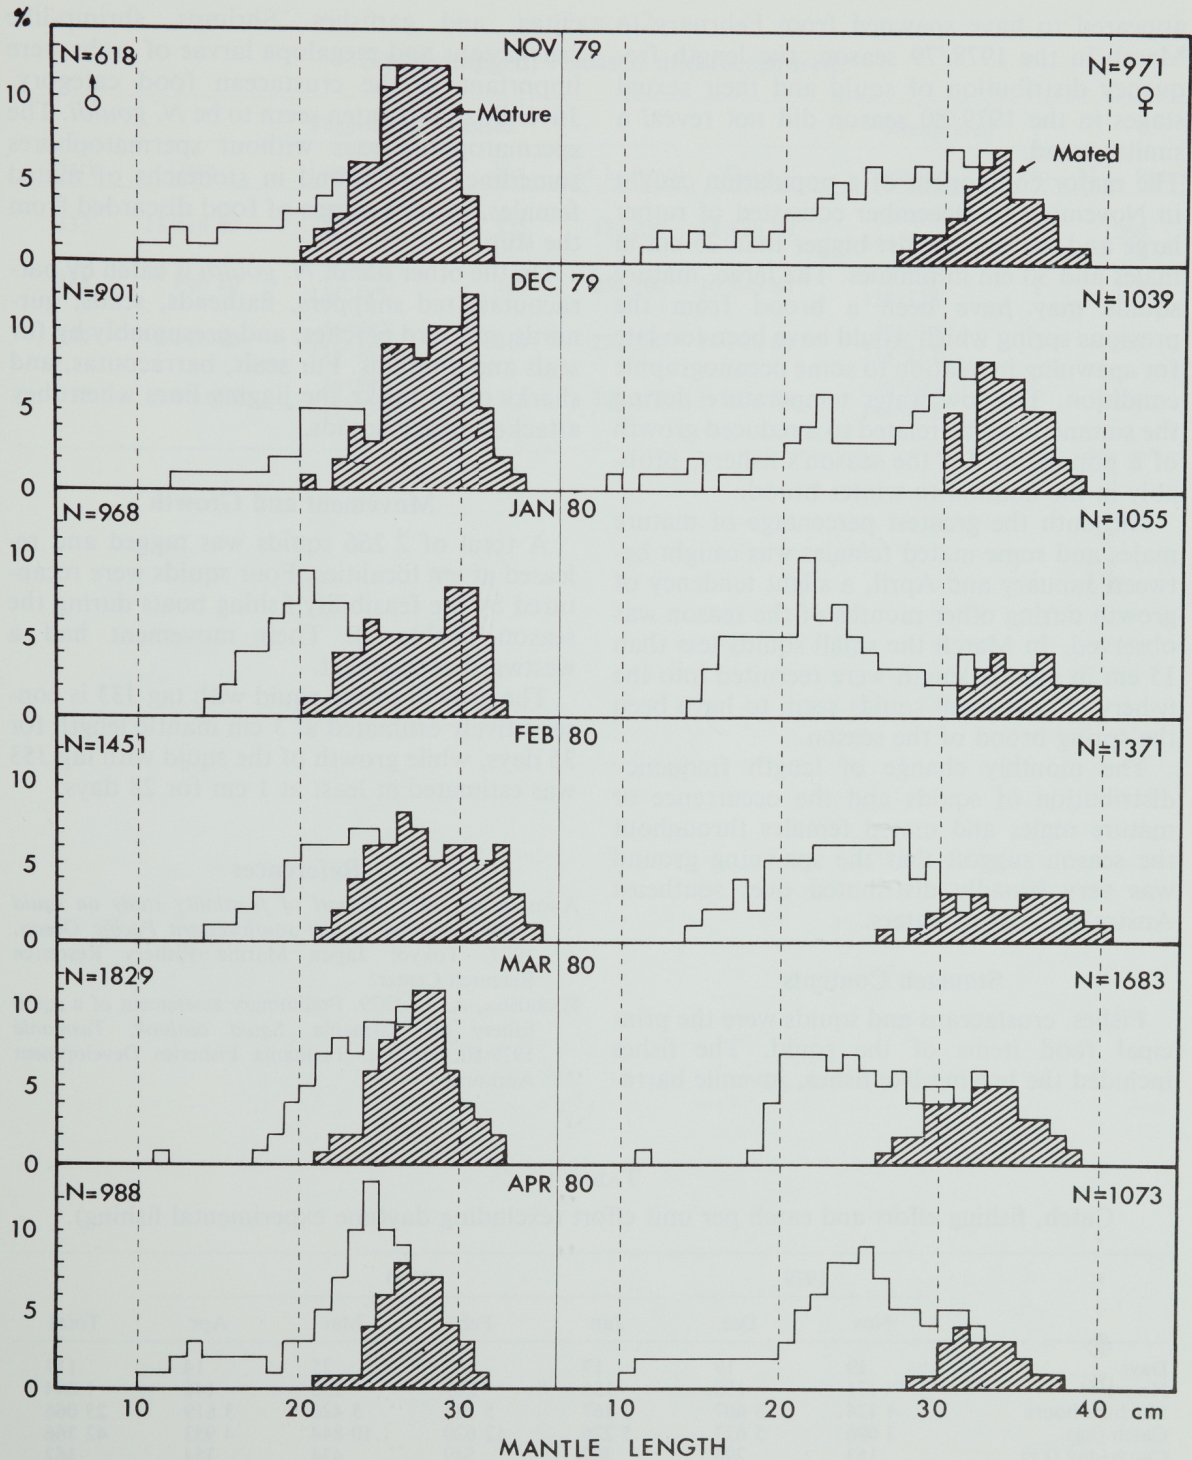 %
NOV 79
N=618
♂
N=971
♀
10
Mature
Mated
5
0
DEC 79
N=901
N=1039
10
5
0
JAN 80
N=968
N=1055
10
5
0
FEB 80
N=1451
N=1371
10
5
0
MAR 80
N=1829
N=1683
10
5
0
APR 80
N=988
N=1073
10
5
0
10 20 30 10 20 30 40 cm
MANTLE LENGTH